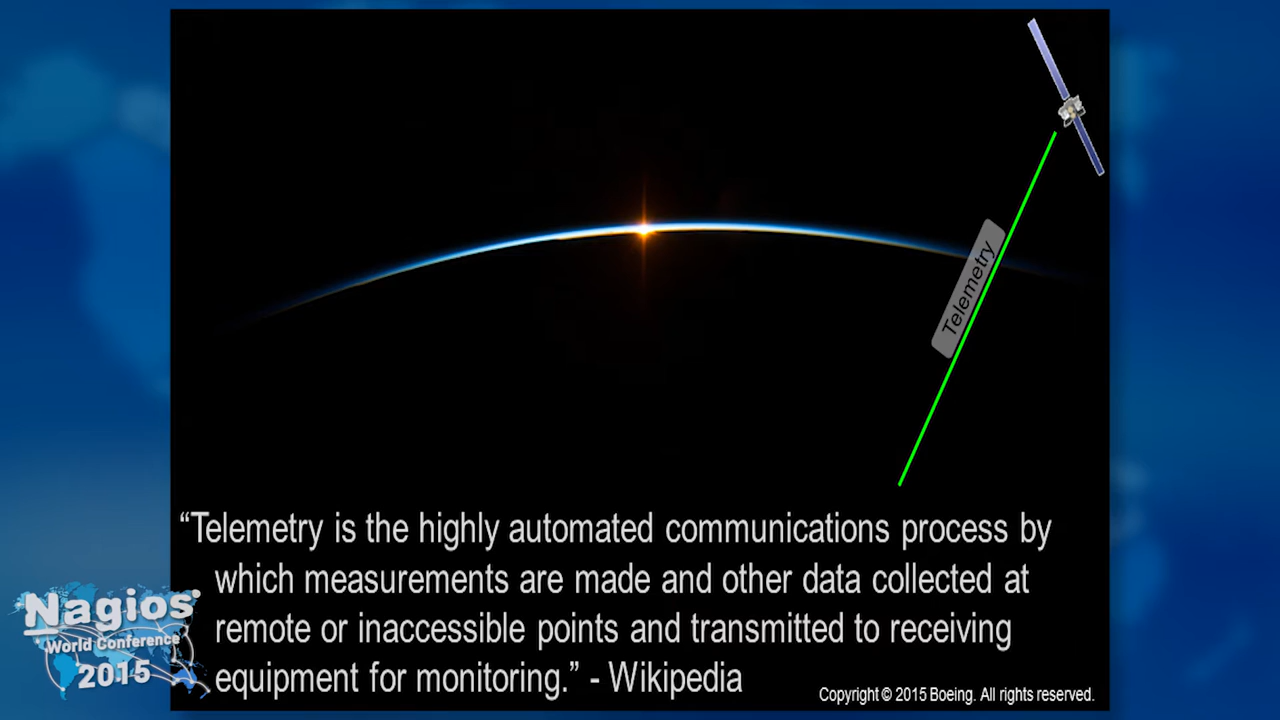 Telemetry
“Telemetry is the highly automated communications process by
which measurements are made and other data collected at
remote or inaccessible points and transmitted to receiving
equipment for monitoring.” - Wikipedia
Copyright © 2015 Boeing. All rights reserved.
Nagios®
World Conference
2015